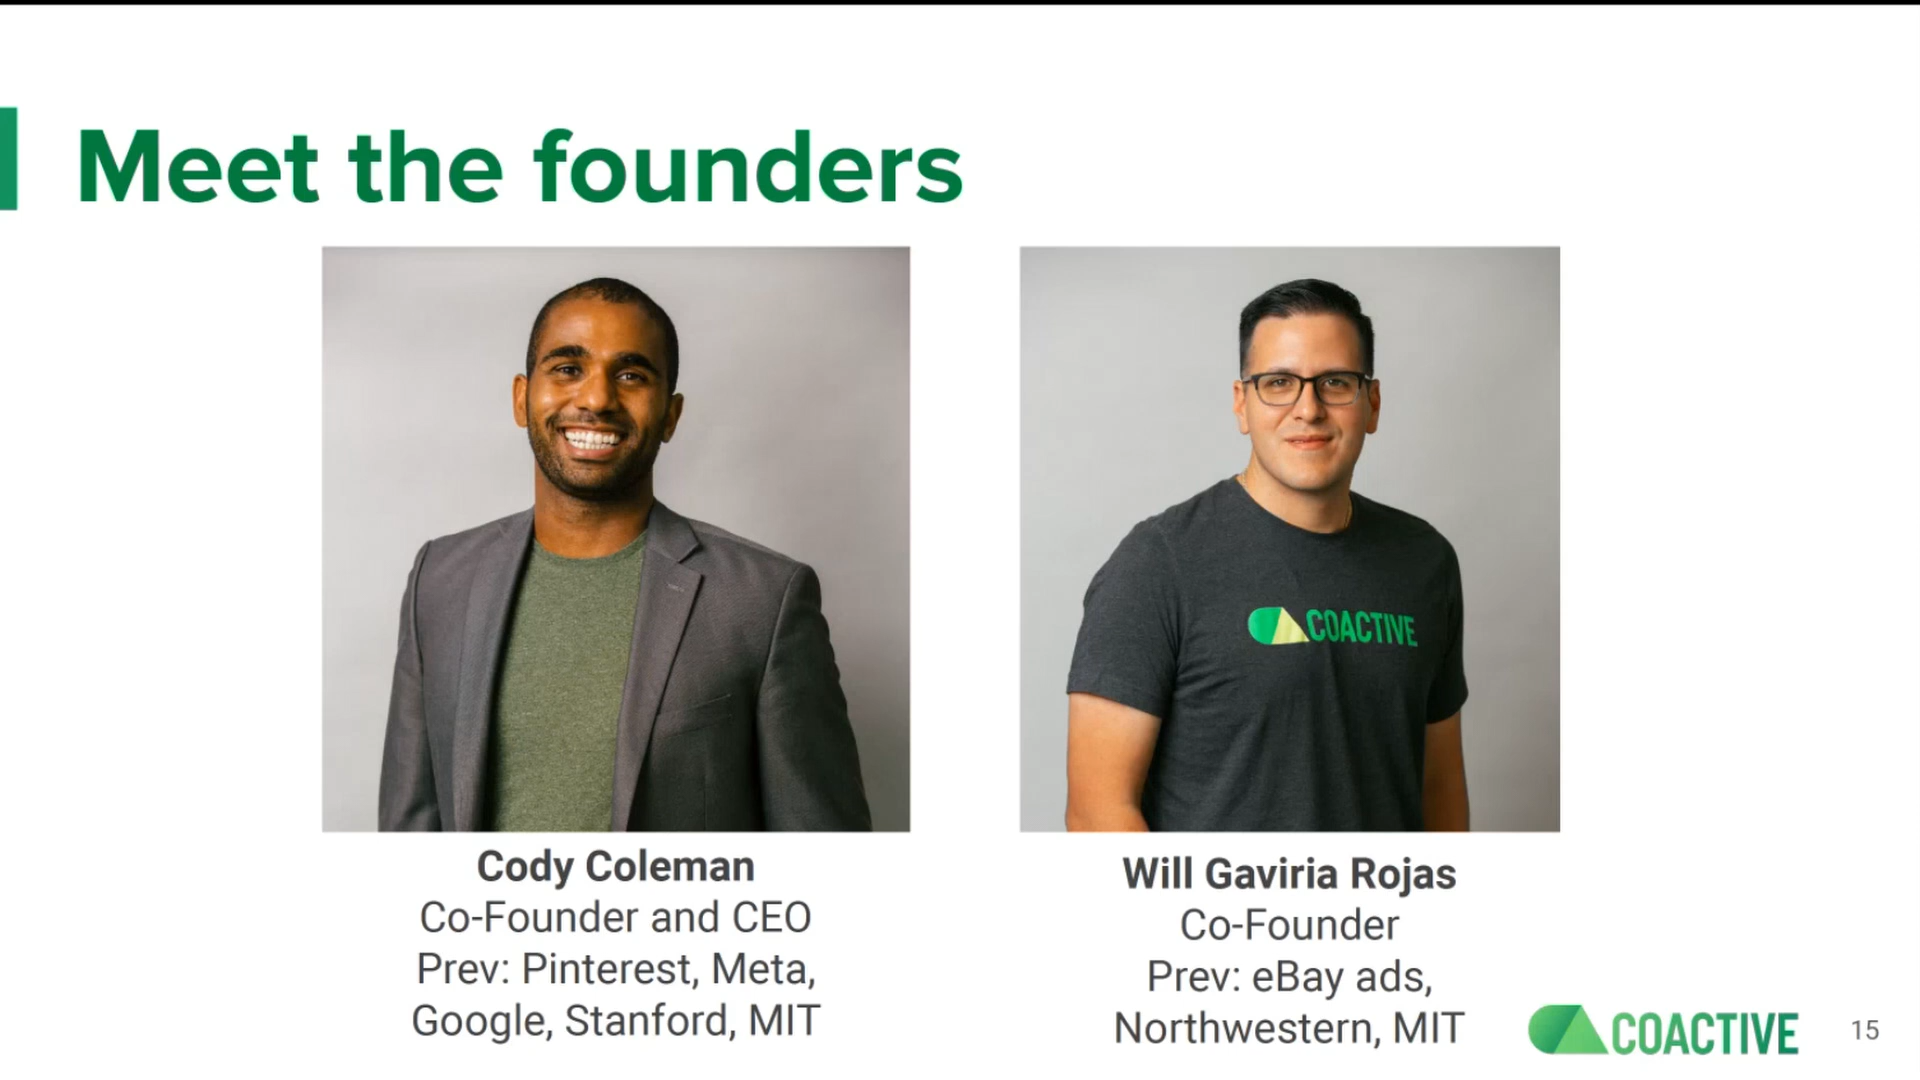 Meet the founders
COACTIVE
Cody Coleman
Co-Founder and CEO
Prev: Pinterest, Meta,
Google, Stanford, MIT
Will Gaviria Rojas
Co-Founder
Prev: eBay ads,
Northwestern, MIT
COACTIVE
15